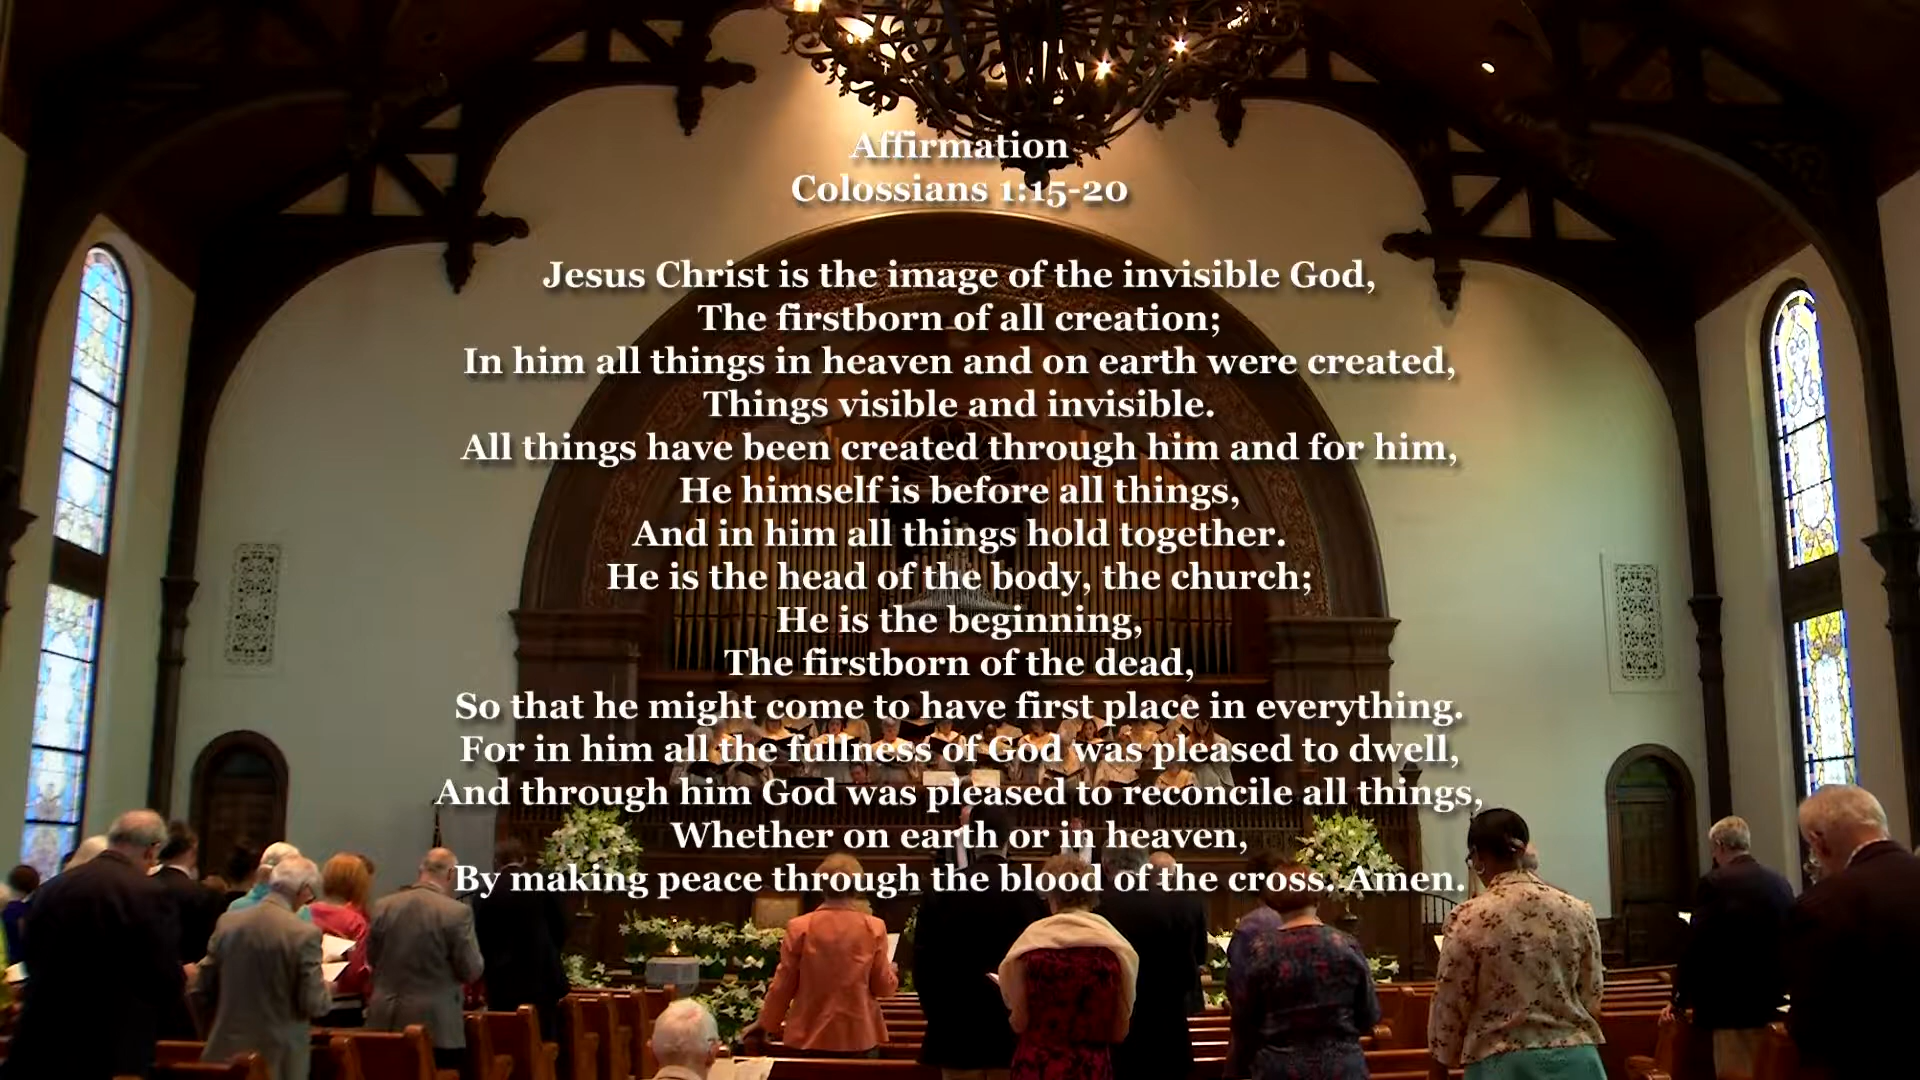 Affirmation
Colossians 1:15-20
Jesus Christ is the image of the invisible God,
The firstborn of all creation;
In him all things in heaven and on earth were created,
Things visible and invisible.
All things have been created through him and for him,
He himself is before all things,
And in him all things hold together.
He is the head of the body, the church;
He is the beginning,
The firstborn of the dead,
So that he might come to have first place in everything.
For in him all the fullness of God was pleased to dwell,
And through him God was pleased to reconcile all things,
Whether on earth or in heaven,
By making peace through the blood of the cross. Amen.